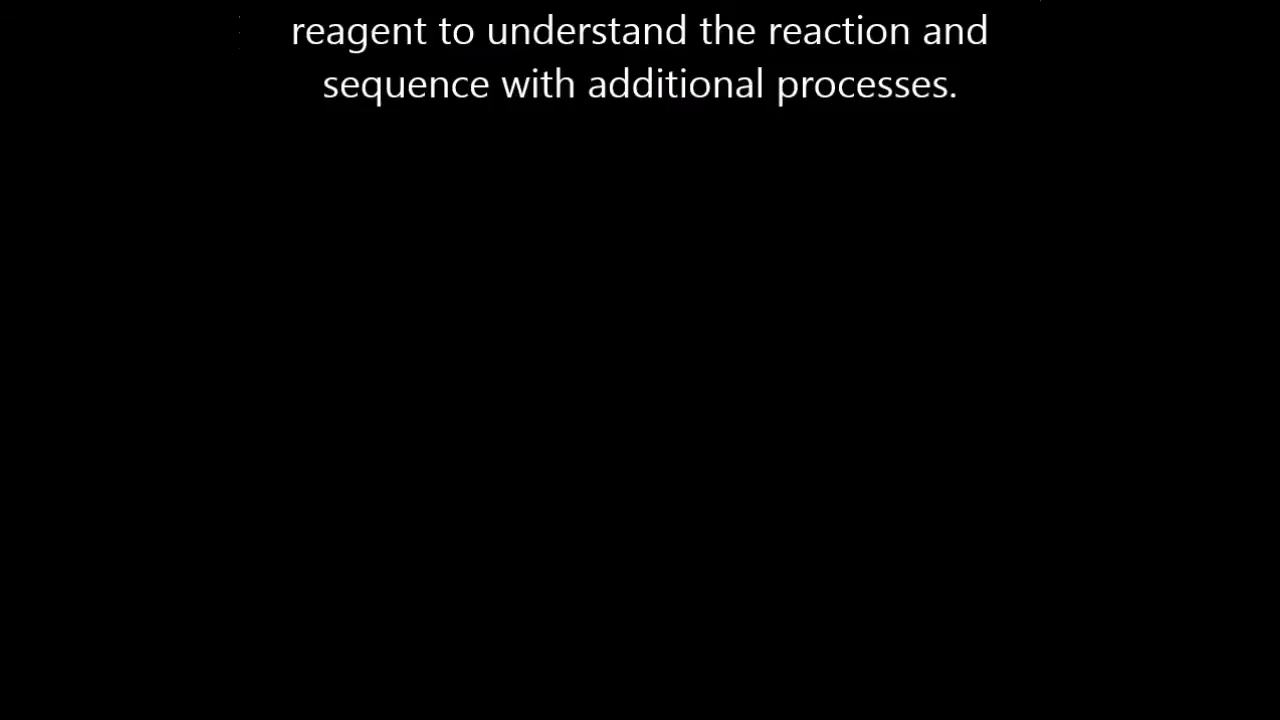 reagent to understand the reaction and
sequence with additional processes.